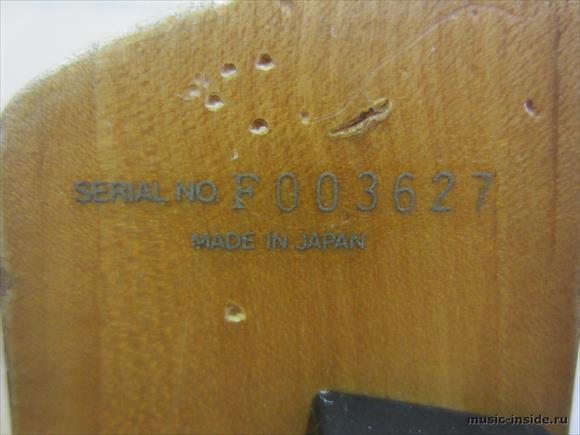 SERIAL NO. F003627
MADE IN JAPAN
music-inside.ru